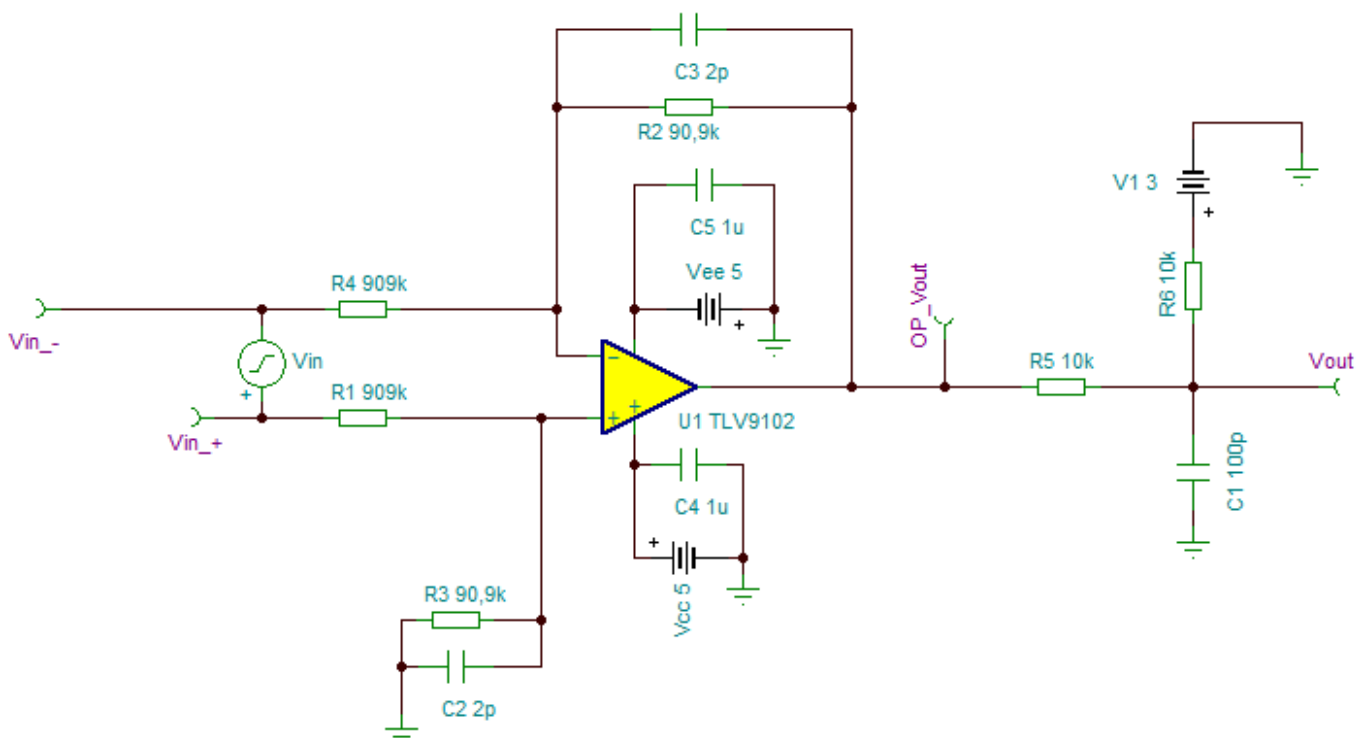 C3 2p
R2 90,9k
V1 3
+
C5 1u
R6 10k
Vee 5
+
R4 909k
OP_Vout
Vin_-
Vin
+
−
R5 10k
Vout
R1 909k
+
+
U1 TLV9102
Vin_+
C4 1u
C1 100p
+
Vcc 5
R3 90,9k
C2 2p